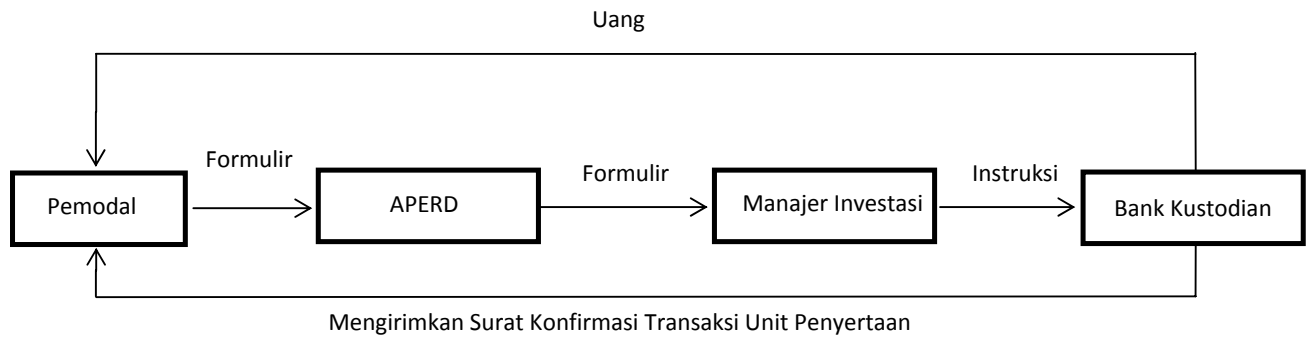 Uang
Formulir
Formulir
Instruksi
Pemodal
APERD
Manajer Investasi
Bank Kustodian
Mengirimkan Surat Konfirmasi Transaksi Unit Penyertaan